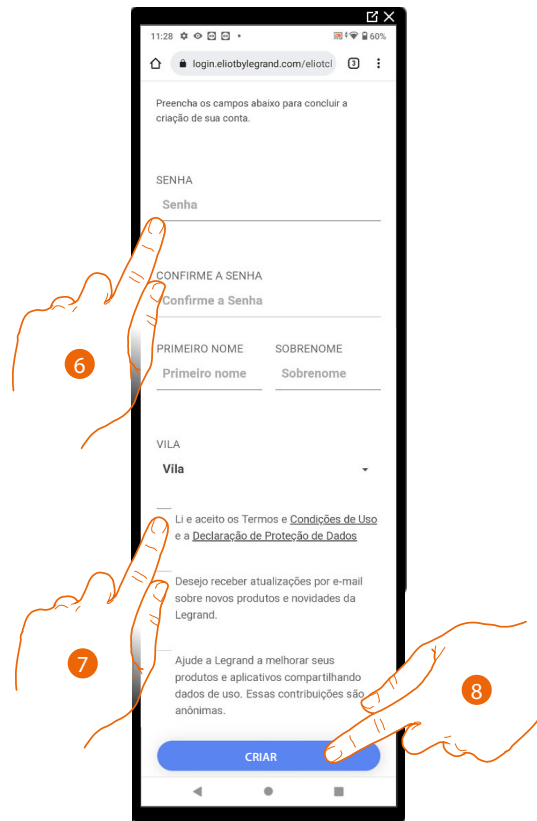 11:28
60%
login.eliotbylegrand.com/eliotcl
3
Preencha os campos abaixo para concluir a
criação de sua conta.
SENHA
Senha
CONFIRME A SENHA
Confirme a Senha
6
PRIMEIRO NOME SOBRENOME
Primeiro nome Sobrenome
VILA
Vila
Li e aceito os Termos e Condições de Uso
e a Declaração de Proteção de Dados
Desejo receber atualizações por e-mail
sobre novos produtos e novidades da
Legrand.
7
Ajude a Legrand a melhorar seus
produtos e aplicativos compartilhando
dados de uso. Essas contribuições são
anônimas.
8
CRIAR